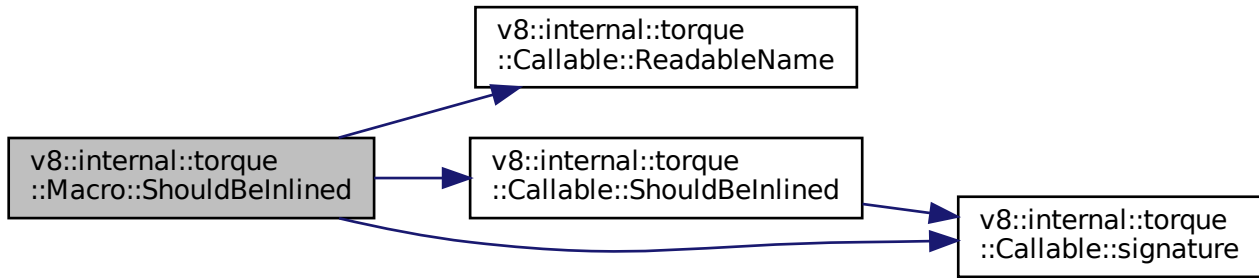 v8::internal::torque
::Callable::ReadableName
v8::internal::torque
::Macro::ShouldBeInlined
v8::internal::torque
::Callable::ShouldBeInlined
v8::internal::torque
::Callable::signature